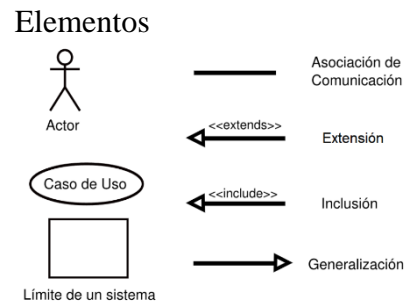 Elementos
Actor
Asociación de
Comunicación
<<extends>>
Extensión
Caso de Uso
<<include>>
Inclusión
Límite de un sistema
Generalización